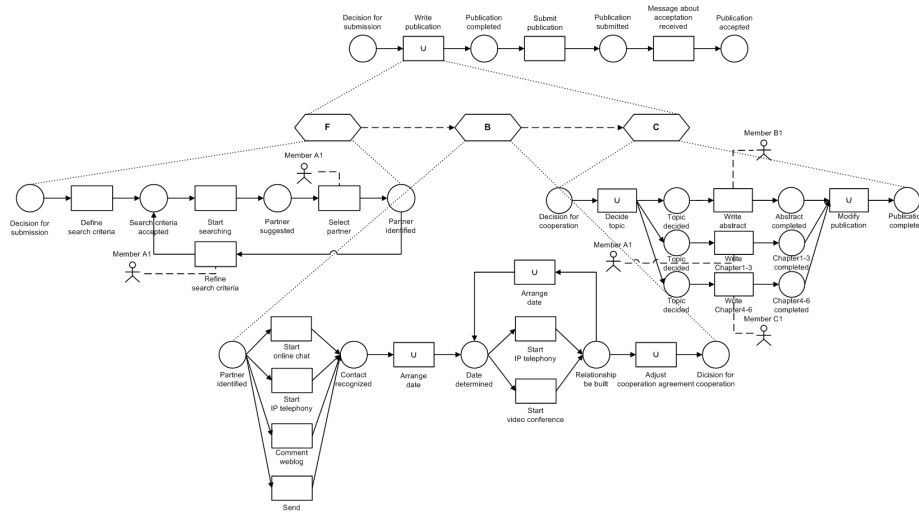 Decision for
submission
Write
publication
Publication
completed
Submit
publication
Publication
submitted
Message about
acceptation
received
Publication
accepted
U
F
B
C
Member B1
Member A1
Decision for
submission
Define
search criteria
Search criteria
accepted
Start
searching
Partner
suggested
Select
partner
Partner
identified
Member A1
Refine
search criteria
Decision for
cooperation
U
Decide
topic
Topic
decided
Write
abstract
Abstract
completed
U
Modify
publication
Publication
complete
Member A1
Topic
decided
Write
Chapter1-3
Chapter1-3
completed
Topic
decided
Write
Chapter4-6
Chapter4-6
completed
Member C1
U
Arrange
date
Partner
identified
Start
online chat
Start
IP telephony
Comment
weblog
Send
Contact
recognized
U
Arrange
date
Date
determined
Start
IP telephony
Start
video conference
Relationship
be built
U
Adjust
cooperation agreement
Dicision for
cooperation